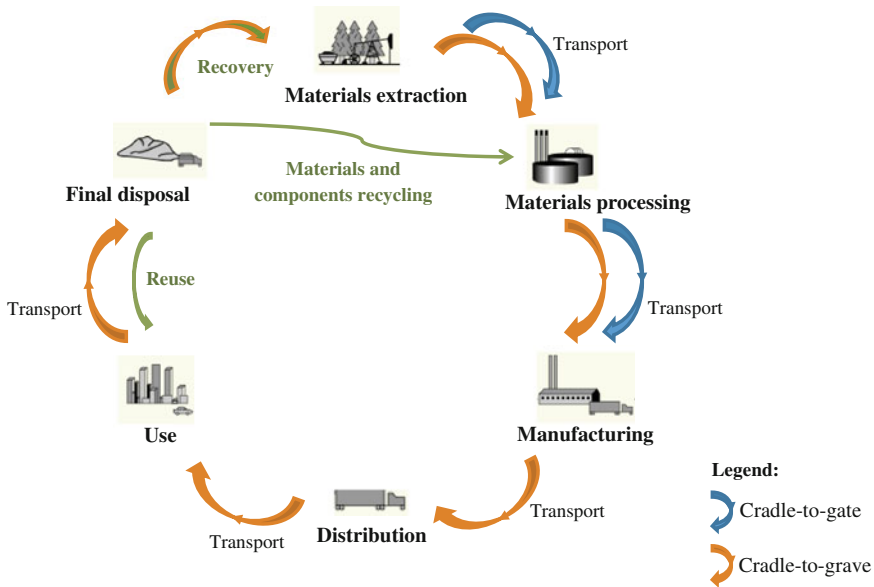 Recovery
Transport
Materials extraction
Materials and
components recycling
Final disposal
Materials processing
Reuse
Transport
Transport
Use
Manufacturing
Legend:
Transport
Cradle-to-gate
Distribution
Transport
Cradle-to-grave